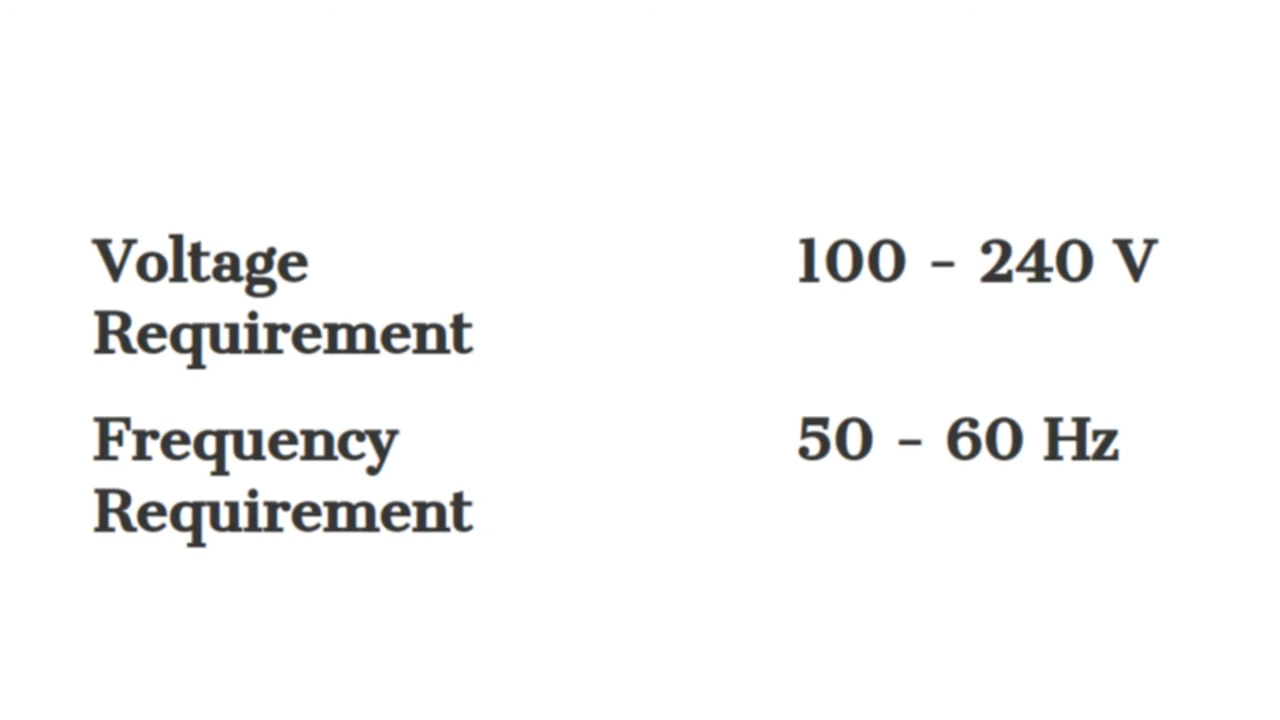 Voltage 100 - 240 V
Requirement
Frequency 50 - 60 Hz
Requirement